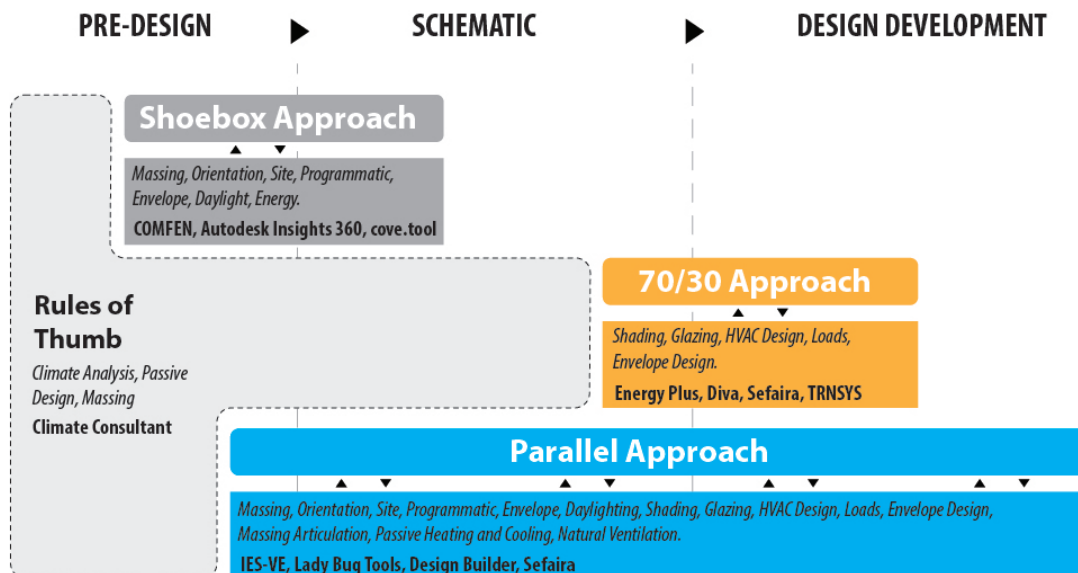 PRE-DESIGN
SCHEMATIC
DESIGN DEVELOPMENT
Shoebox Approach
Massing, Orientation, Site, Programmatic,
Envelope, Daylight, Energy.
COMFEN, Autodesk Insights 360, cove.tool
70/30 Approach
Shading, Glazing, HVAC Design, Loads,
Envelope Design.
Energy Plus, Diva, Sefaira, TRNSYS
Rules of
Thumb
Climate Analysis, Passive
Design, Massing
Climate Consultant
Parallel Approach
Massing, Orientation, Site, Programmatic, Envelope, Daylighting, Shading, Glazing, HVAC Design, Loads, Envelope Design,
Massing Articulation, Passive Heating and Cooling, Natural Ventilation.
IES-VE, Lady Bug Tools, Design Builder, Sefaira